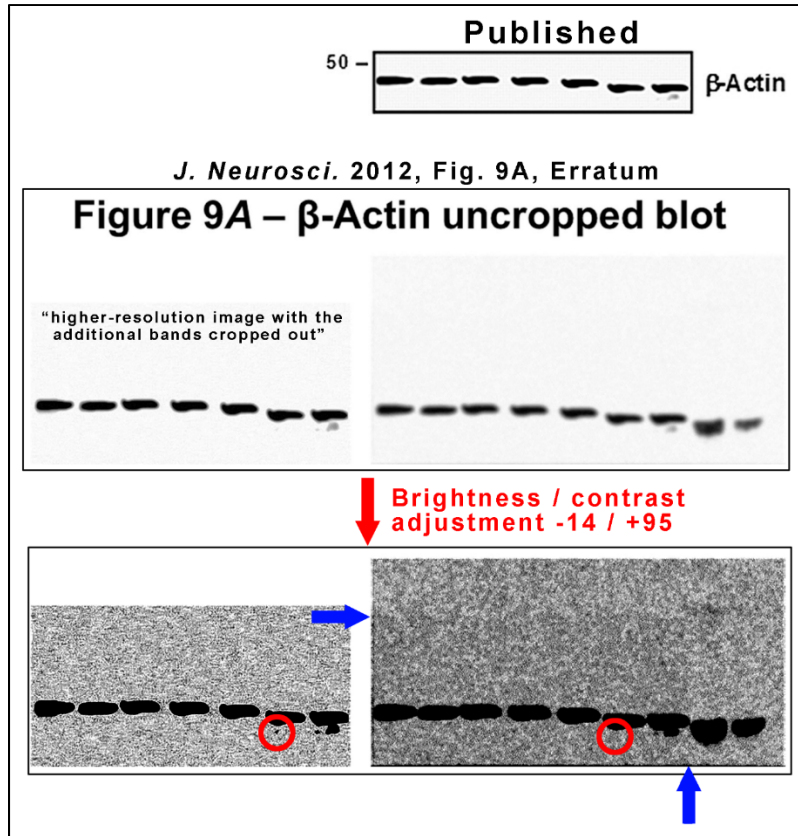 Published
50 –
β-Actin
J. Neurosci. 2012, Fig. 9A, Erratum
Figure 9A – β-Actin uncropped blot
“higher-resolution image with the
additional bands cropped out”
Brightness / contrast
adjustment -14 / +95